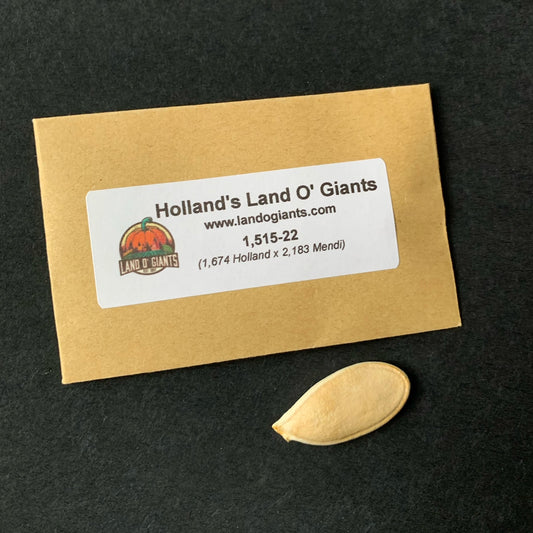 Holland's Land O' Giants
www.landogiants.com
1,515-22
(1,674 Holland x 2,183 Mendi)
LAND O' GIANTS